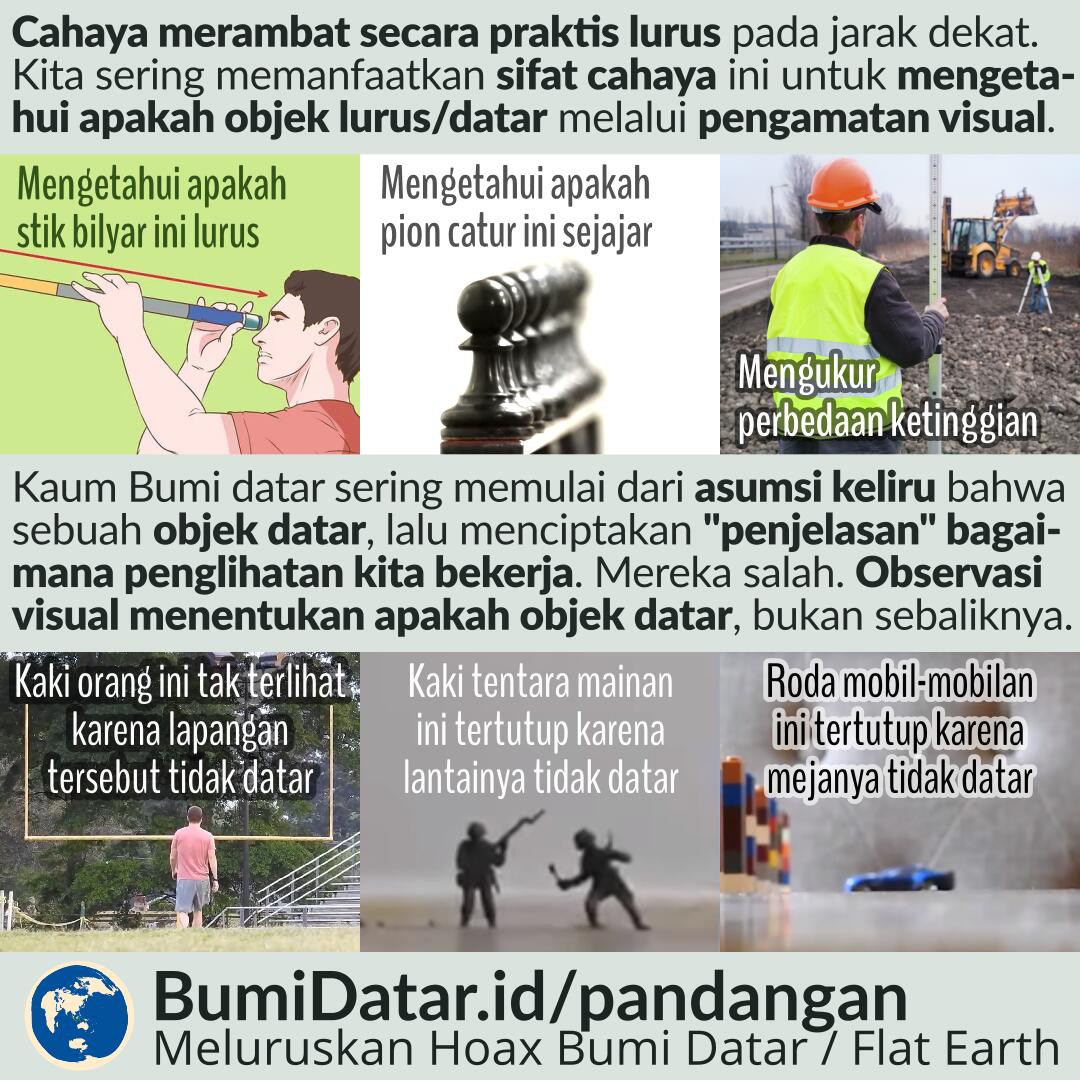 Cahaya merambat secara praktis lurus pada jarak dekat.
Kita sering memanfaatkan sifat cahaya ini untuk mengeta-
hui apakah objek lurus/datar melalui pengamatan visual.
Mengetahui apakah
stik bilyar ini lurus
Mengetahui apakah
pion catur ini sejajar
Mengukur
perbedaan ketinggian
Kaum Bumi datar sering memulai dari asumsi keliru bahwa
sebuah objek datar, lalu menciptakan "penjelasan" bagai-
mana penglihatan kita bekerja. Mereka salah. Observasi
visual menentukan apakah objek datar, bukan sebaliknya.
Kaki orang ini tak terlihat
karena lapangan
tersebut tidak datar
Kaki tentara mainan
ini tertutup karena
lantainya tidak datar
Roda mobil-mobilan
ini tertutup karena
mejanya tidak datar
BumiDatar.id/pandangan
Meluruskan Hoax Bumi Datar / Flat Earth